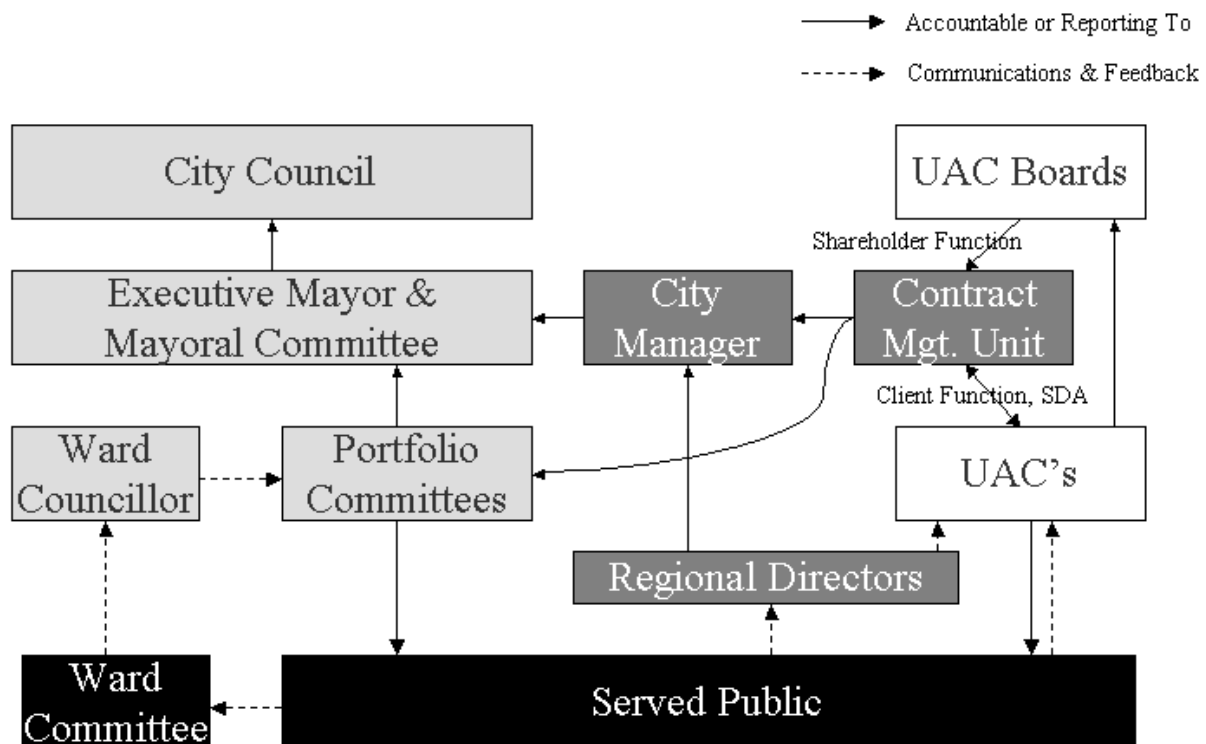 Accountable or Reporting To
Communications & Feedback
City Council
UAC Boards
Shareholder Function
Executive Mayor &
Mayoral Committee
City
Manager
Contract
Mgt. Unit
Client Function, SDA
Ward
Councillor
Portfolio
Committees
UAC's
Regional Directors
Ward
Committee
Served Public